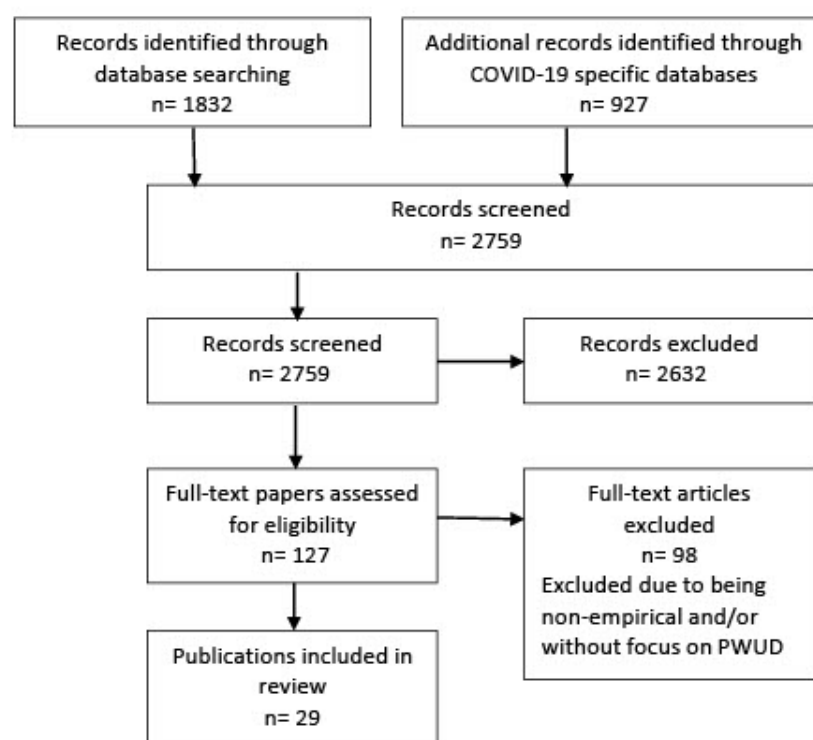 Records identified through
database searching
n= 1832
Additional records identified through
COVID-19 specific databases
n= 927
Records screened
n= 2759
Records screened
n= 2759
Records excluded
n= 2632
Full-text papers assessed
for eligibility
n= 127
Full-text articles
excluded
n= 98
Excluded due to being
non-empirical and/or
without focus on PWUD
Publications included in
review
n= 29